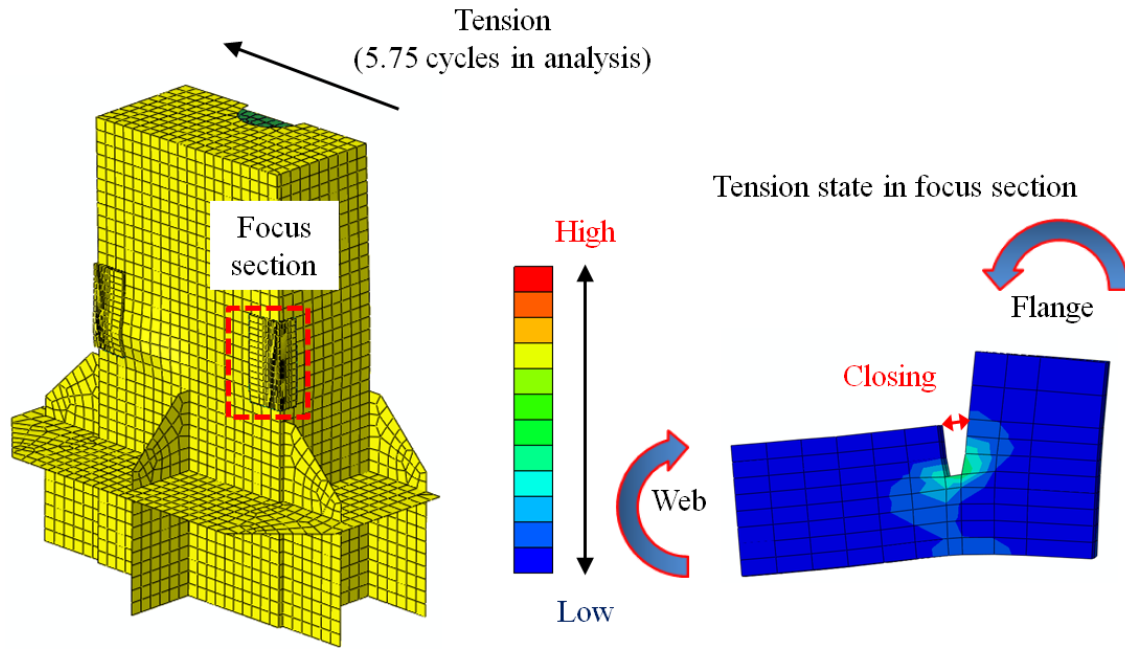 Tension
(5.75 cycles in analysis)
Focus
section
High
Low
Tension state in focus section
Flange
Closing
Web